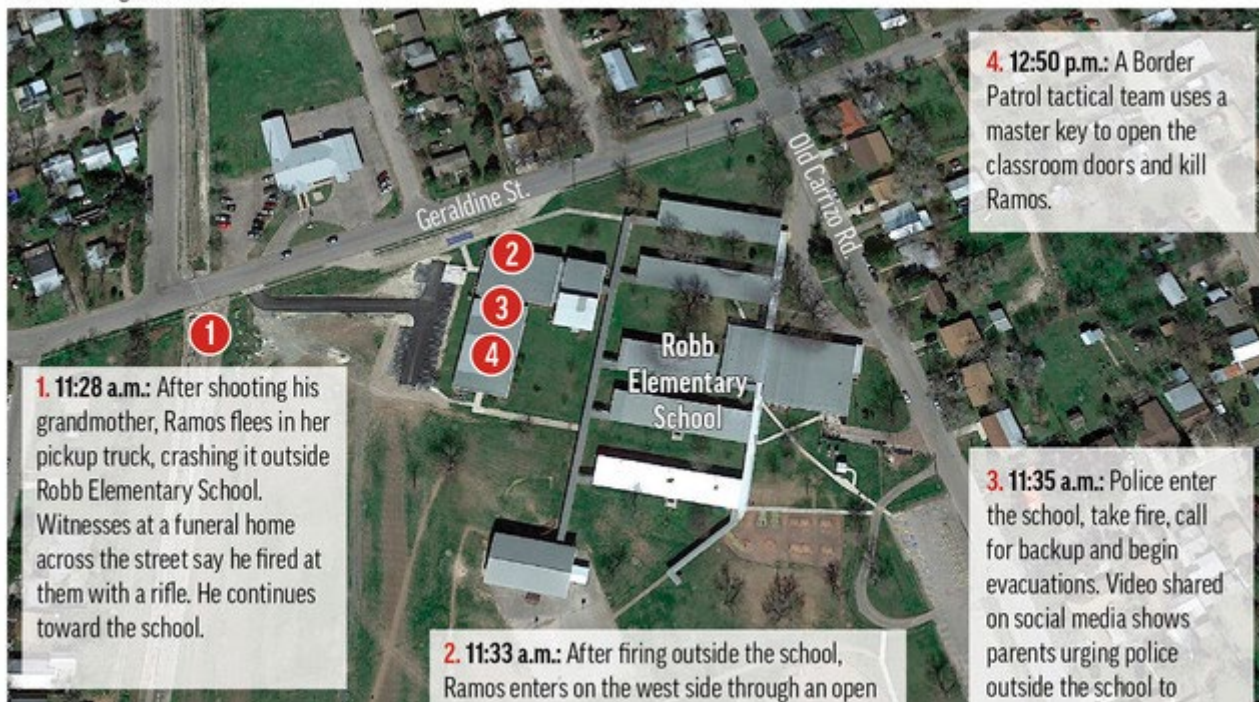 Geraldine St.
Old Carrizo Rd.
2
3
4
1
Robb
Elementary
School
1. 11:28 a.m.: After shooting his
grandmother, Ramos flees in her
pickup truck, crashing it outside
Robb Elementary School.
Witnesses at a funeral home
across the street say he fired at
them with a rifle. He continues
toward the school.
2. 11:33 a.m.: After firing outside the school,
Ramos enters on the west side through an open
3. 11:35 a.m.: Police enter
the school, take fire, call
for backup and begin
evacuations. Video shared
on social media shows
parents urging police
outside the school to
4. 12:50 p.m.: A Border
Patrol tactical team uses a
master key to open the
classroom doors and kill
Ramos.